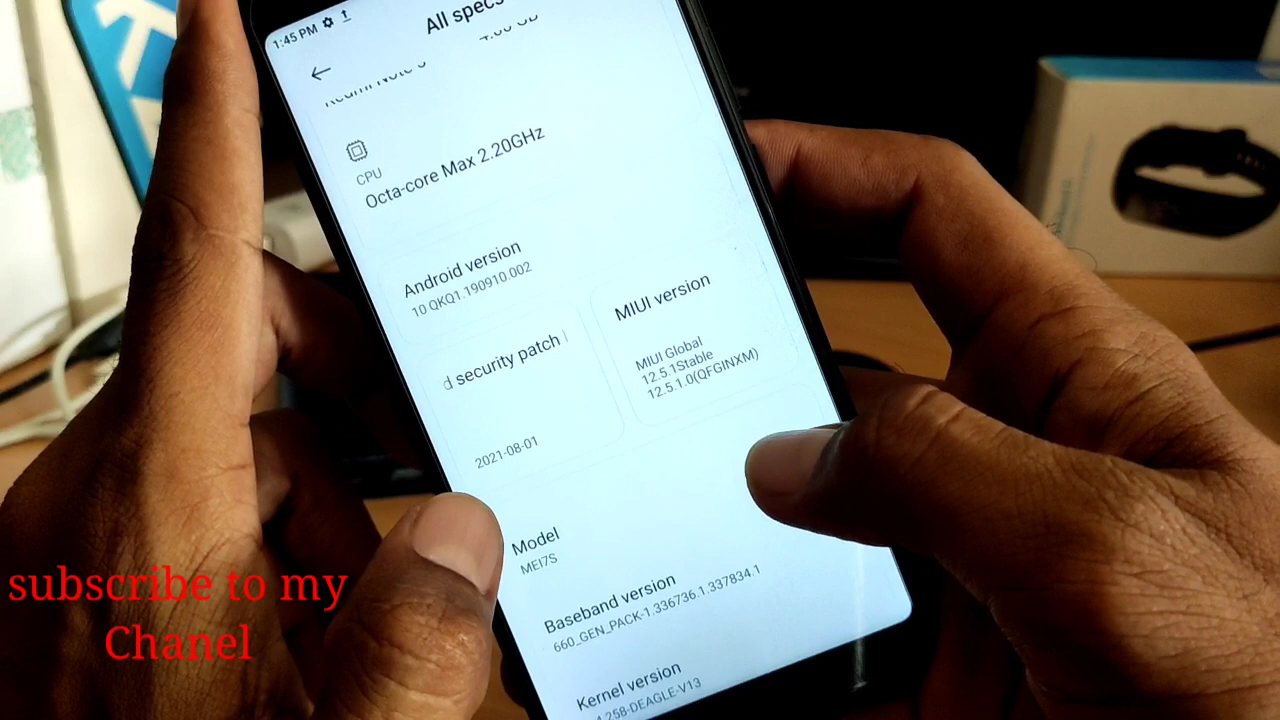 1:45 PM
All specs
CPU
Octa-core Max 2.20GHz
Android version
10 QKQ1.190910.002
d security patch l
2021-08-01
MIUI version
MIUI Global
12.5.1Stable
12.5.1.0(QFGINXM)
Model
MEI7S
Baseband version
660_GEN_PACK-1.336736.1.337834.1
Kernel version
4.258-DEAGLE-V13
subscribe to my
Chanel